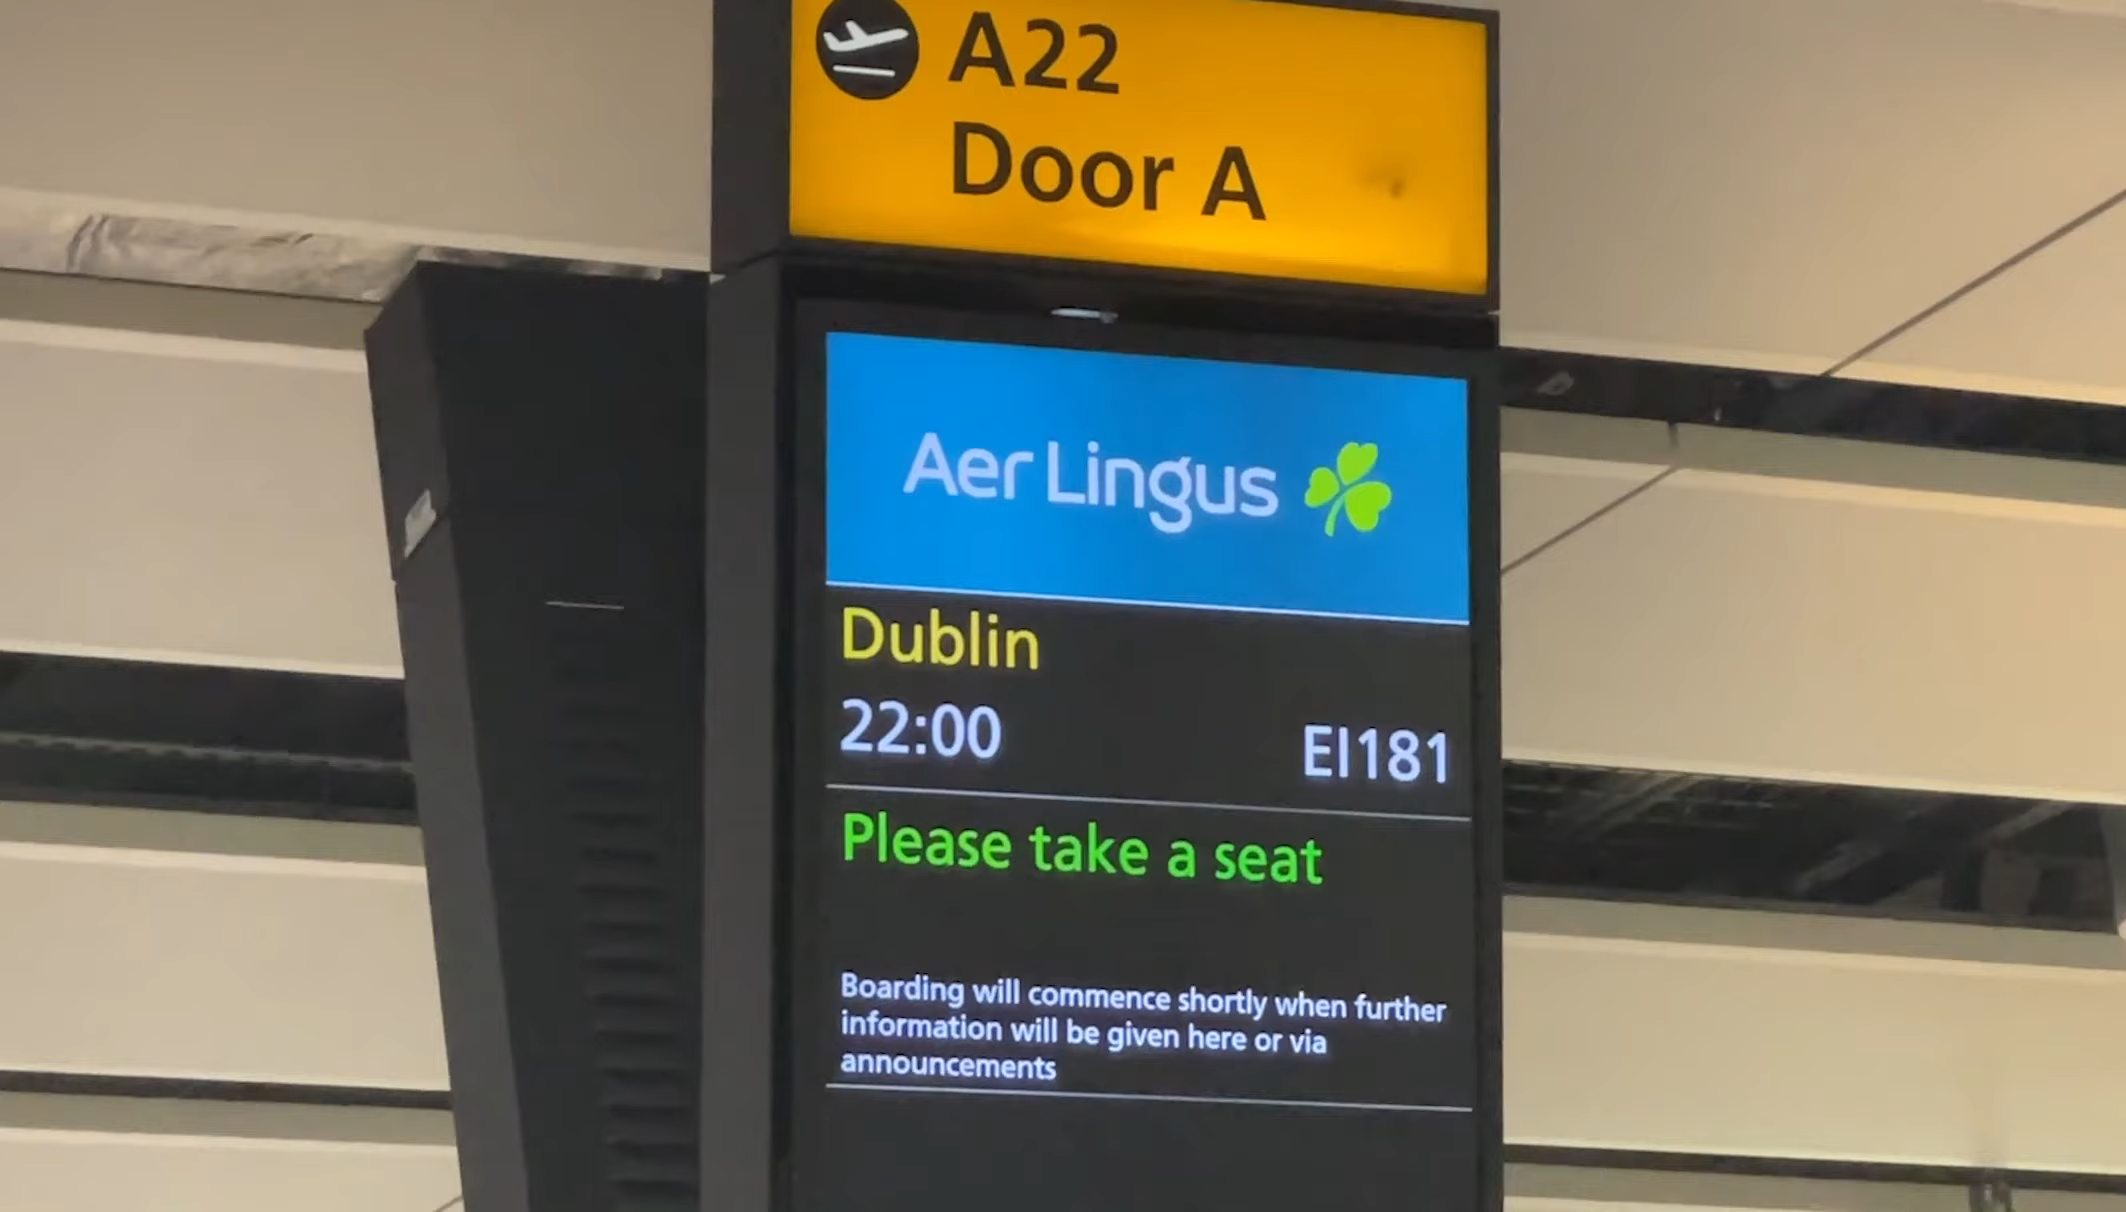 A22
Door A
Aer Lingus
Dublin
22:00 EI181
Please take a seat
Boarding will commence shortly when further
information will be given here or via
announcements